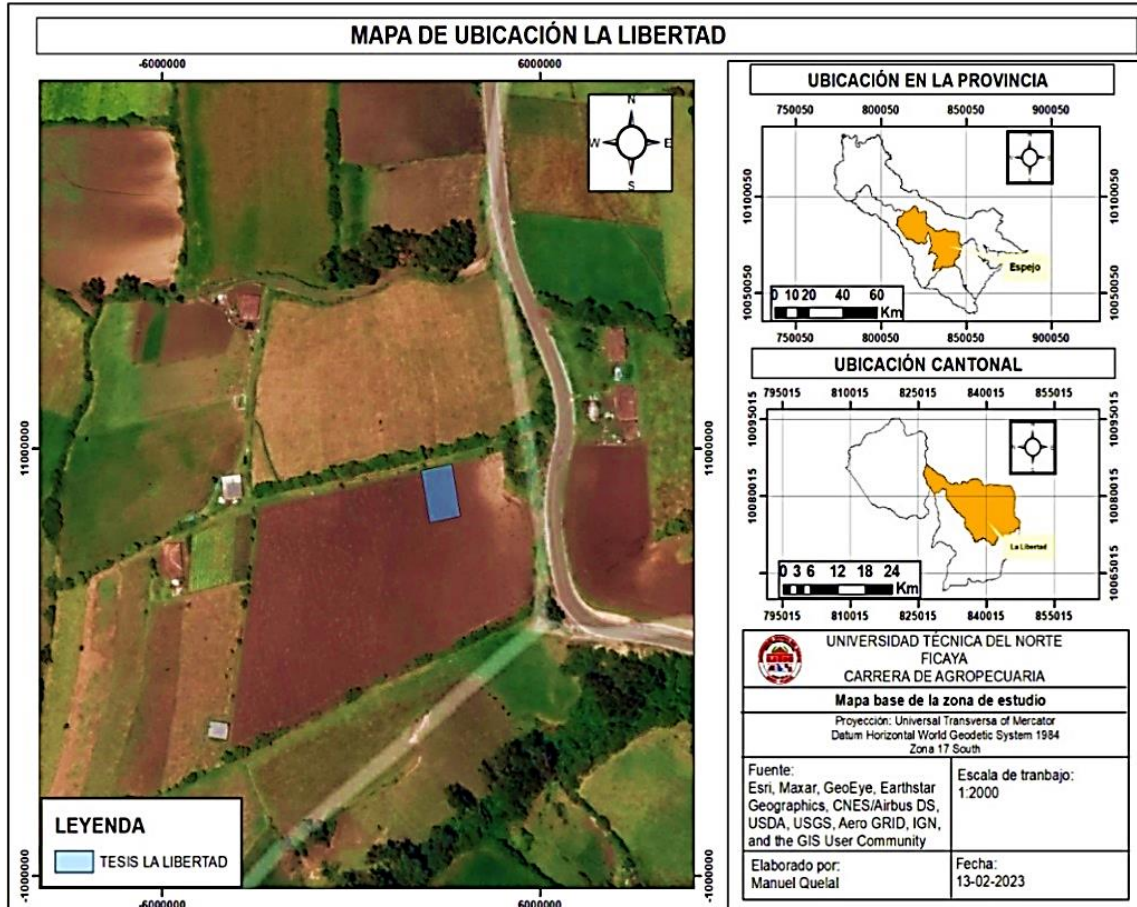 MAPA DE UBICACIÓN LA LIBERTAD
-6000000 6000000
N
W E
S
11000000 11000000
-1000000 -1000000
LEYENDA
TESIS LA LIBERTAD
-6000000 6000000
UBICACIÓN EN LA PROVINCIA
750050 800050 850050 900050
10100050 10100050
Espejo
10050050 10050050
0 10 20 40 60
Km
750050 800050 850050 900050
UBICACIÓN CANTONAL
795015 810015 825015 840015 855015
10095015 10095015
10080015 10080015
La Libertad
10065015 10065015
0 3 6 12 18 24
Km
795015 810015 825015 840015 855015
UNIVERSIDAD TÉCNICA DEL NORTE
FICAYA
CARRERA DE AGROPECUARIA
Mapa base de la zona de estudio
Proyección: Universal Transversa of Mercator
Datum Horizontal World Geodetic System 1984
Zona 17 South
Fuente:
Esri, Maxar, GeoEye, Earthstar
Geographics, CNES/Airbus DS,
USDA, USGS, Aero GRID, IGN,
and the GIS User Community
Escala de tranbajo:
1:2000
Elaborado por:
Manuel Quelal
Fecha:
13-02-2023